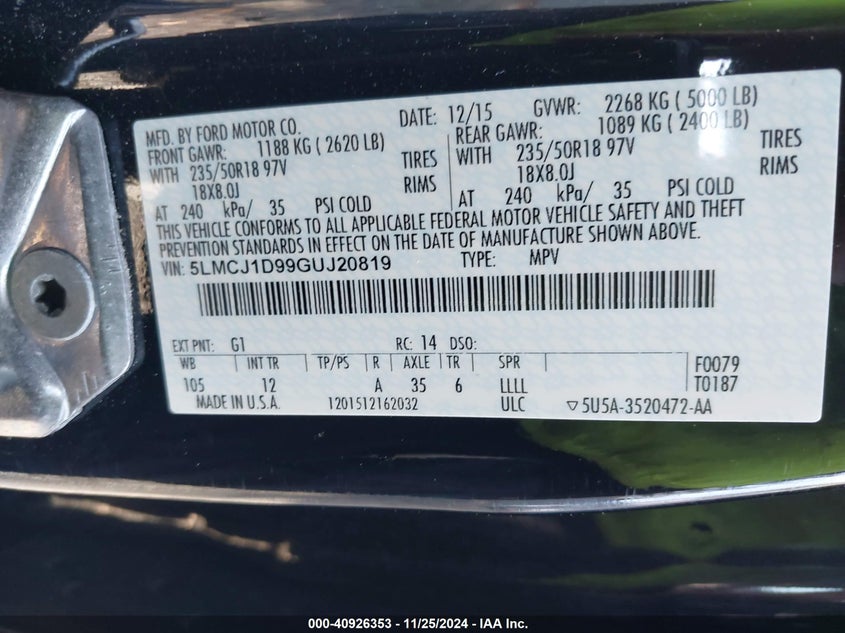 MFD. BY FORD MOTOR CO. DATE: 12/15 GVWR: 2268 KG ( 5000 LB)
FRONT GAWR: 1188 KG ( 2620 LB) REAR GAWR: 1089 KG ( 2400 LB)
WITH 235/50R18 97V TIRES WITH 235/50R18 97V TIRES
18X8.0J RIMS 18X8.0J RIMS
AT 240 kPa/ 35 PSI COLD AT 240 kPa/ 35 PSI COLD
THIS VEHICLE CONFORMS TO ALL APPLICABLE FEDERAL MOTOR VEHICLE SAFETY AND THEFT
PREVENTION STANDARDS IN EFFECT ON THE DATE OF MANUFACTURE SHOWN ABOVE.
VIN: 5LMCJ1D99GUJ20819 TYPE: MPV
EXT PNT: G1 RC: 14 DSO:
WB INT TR TP/PS R AXLE TR SPR F0079
105 12 A 35 6 LLLL T0187
MADE IN U.S.A. 1201512162032 ULC ▽5U5A-3520472-AA
000-40926353 - 11/25/2024 - IAA Inc.